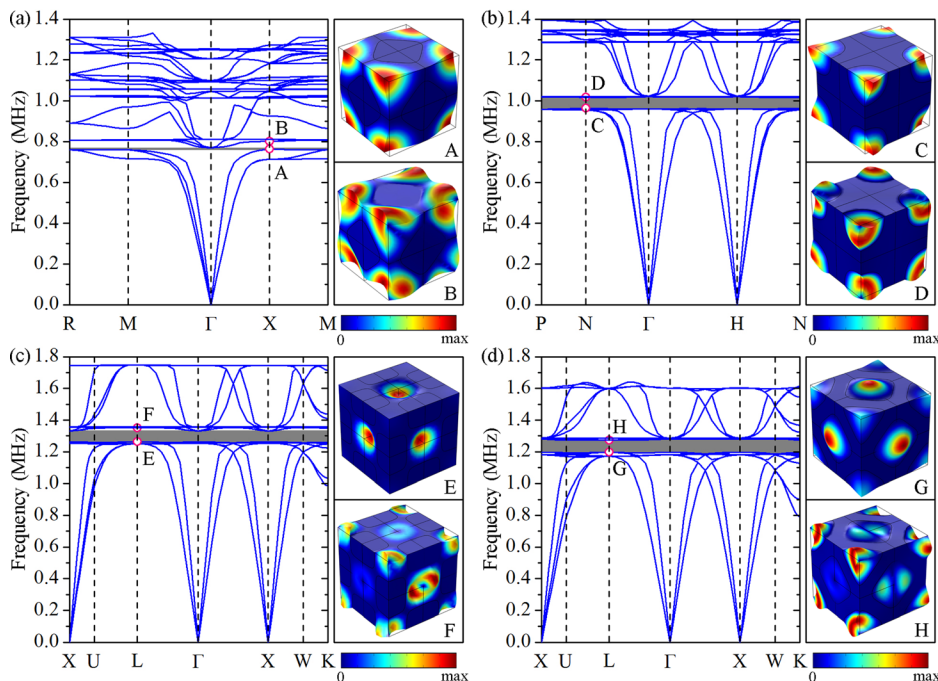 (a)
Frequency (MHz)
1.4
1.2
1.0
0.8
0.6
0.4
0.2
0.0
B
A
R M Γ X M
A
B
0 max
(b)
Frequency (MHz)
1.4
1.2
1.0
0.8
0.6
0.4
0.2
0.0
D
C
P N Γ H N
C
D
0 max
(c)
Frequency (MHz)
1.8
1.6
1.4
1.2
1.0
0.8
0.6
0.4
0.2
0.0
F
E
X U L Γ X W K
E
F
0 max
(d)
Frequency (MHz)
1.8
1.6
1.4
1.2
1.0
0.8
0.6
0.4
0.2
0.0
H
G
X U L Γ X W K
G
H
0 max